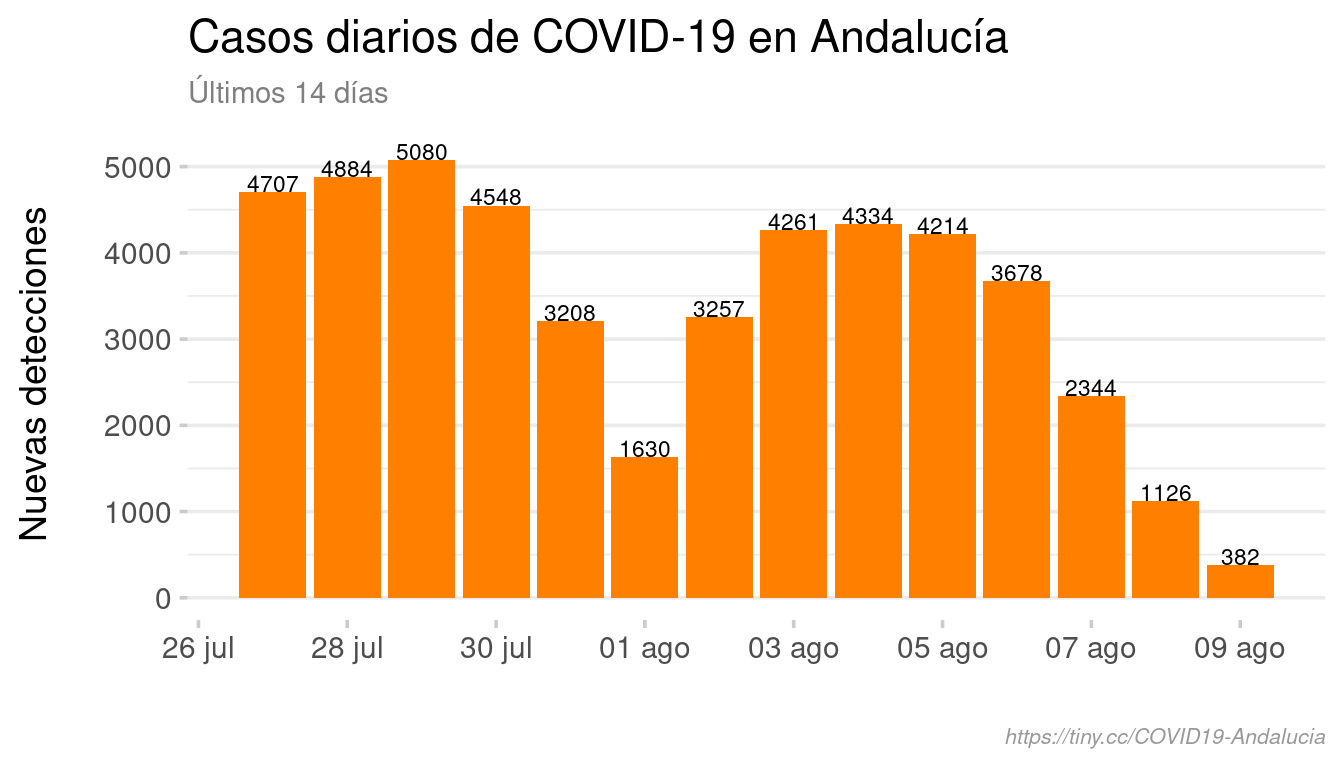 Casos diarios de COVID-19 en Andalucía
Últimos 14 días
Nuevas detecciones
5000
4000
3000
2000
1000
0
4707
4884
5080
4548
3208
1630
3257
4261
4334
4214
3678
2344
1126
382
26 jul
28 jul
30 jul
01 ago
03 ago
05 ago
07 ago
09 ago
https://tiny.cc/COVID19-Andalucia